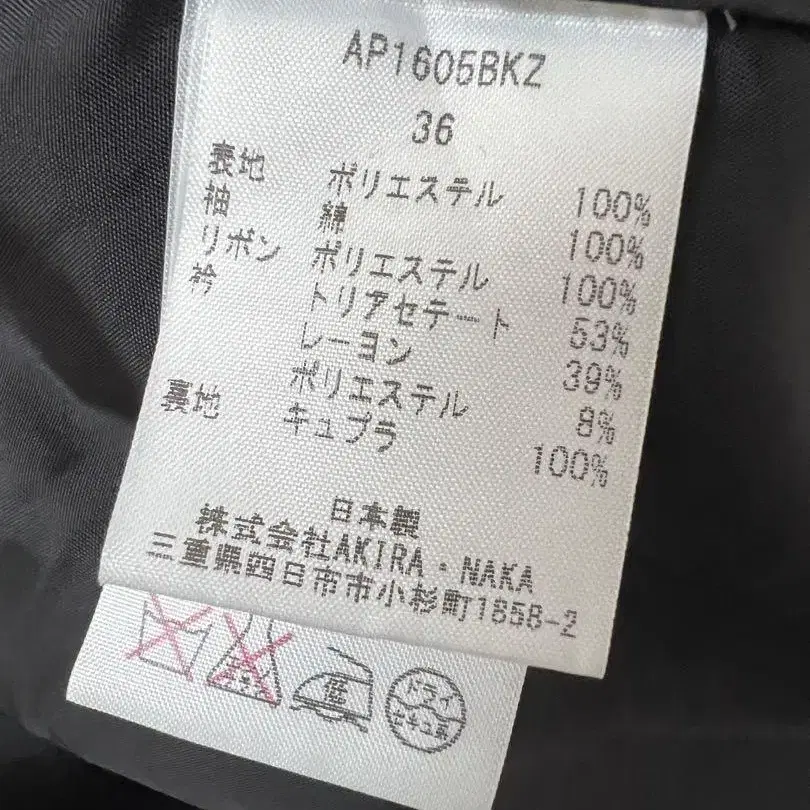 AP1605BKZ
36
表地 ポリエステル 100%
袖 綿 100%
リボン ポリエステル 100%
衿 トリアセテート 53%
レーヨン 39%
ポリエステル 8%
裏地 キュプラ 100%
日本製
株式会社AKIRA・NAKA
三重県四日市市小杉町1858-2
低
ドライ
セキユ系